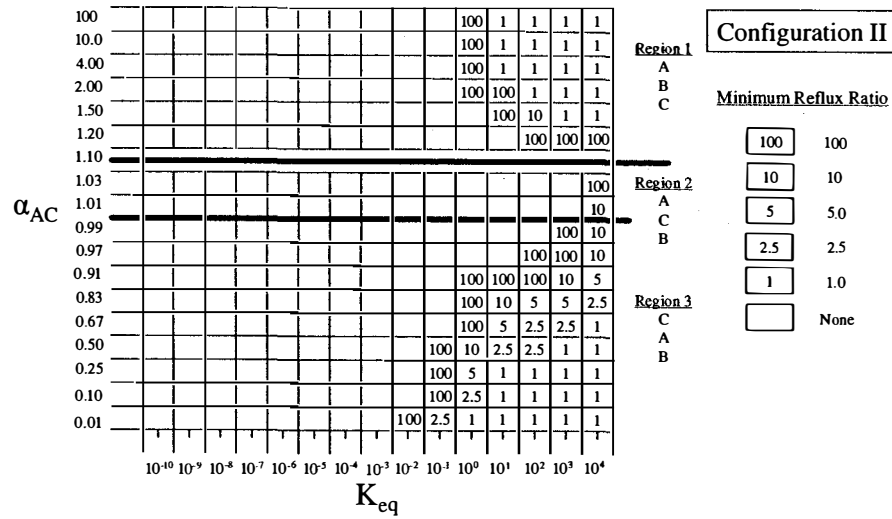 Configuration II
100 100 1 1 1 1
10.0 100 1 1 1 1
4.00 100 1 1 1 1
2.00 100 100 1 1 1
1.50 100 10 1 1
1.20 100 100 100
1.10
1.03 100
1.01 10
0.99 100 10
0.97 100 100 10
0.91 100 100 100 10 5
0.83 100 10 5 5 2.5
0.67 100 5 2.5 2.5 1
0.50 100 10 2.5 2.5 1 1
0.25 100 5 1 1 1 1
0.10 100 2.5 1 1 1 1
0.01 100 2.5 1 1 1 1 1
α_AC
10^-10 10^-9 10^-8 10^-7 10^-6 10^-5 10^-4 10^-3 10^-2 10^-1 10^0 10^1 10^2 10^3 10^4
K_eq
Region 1
A
B
C
Region 2
A
C
B
Region 3
C
A
B
Minimum Reflux Ratio
100 100
10 10
5 5.0
2.5 2.5
1 1.0
None